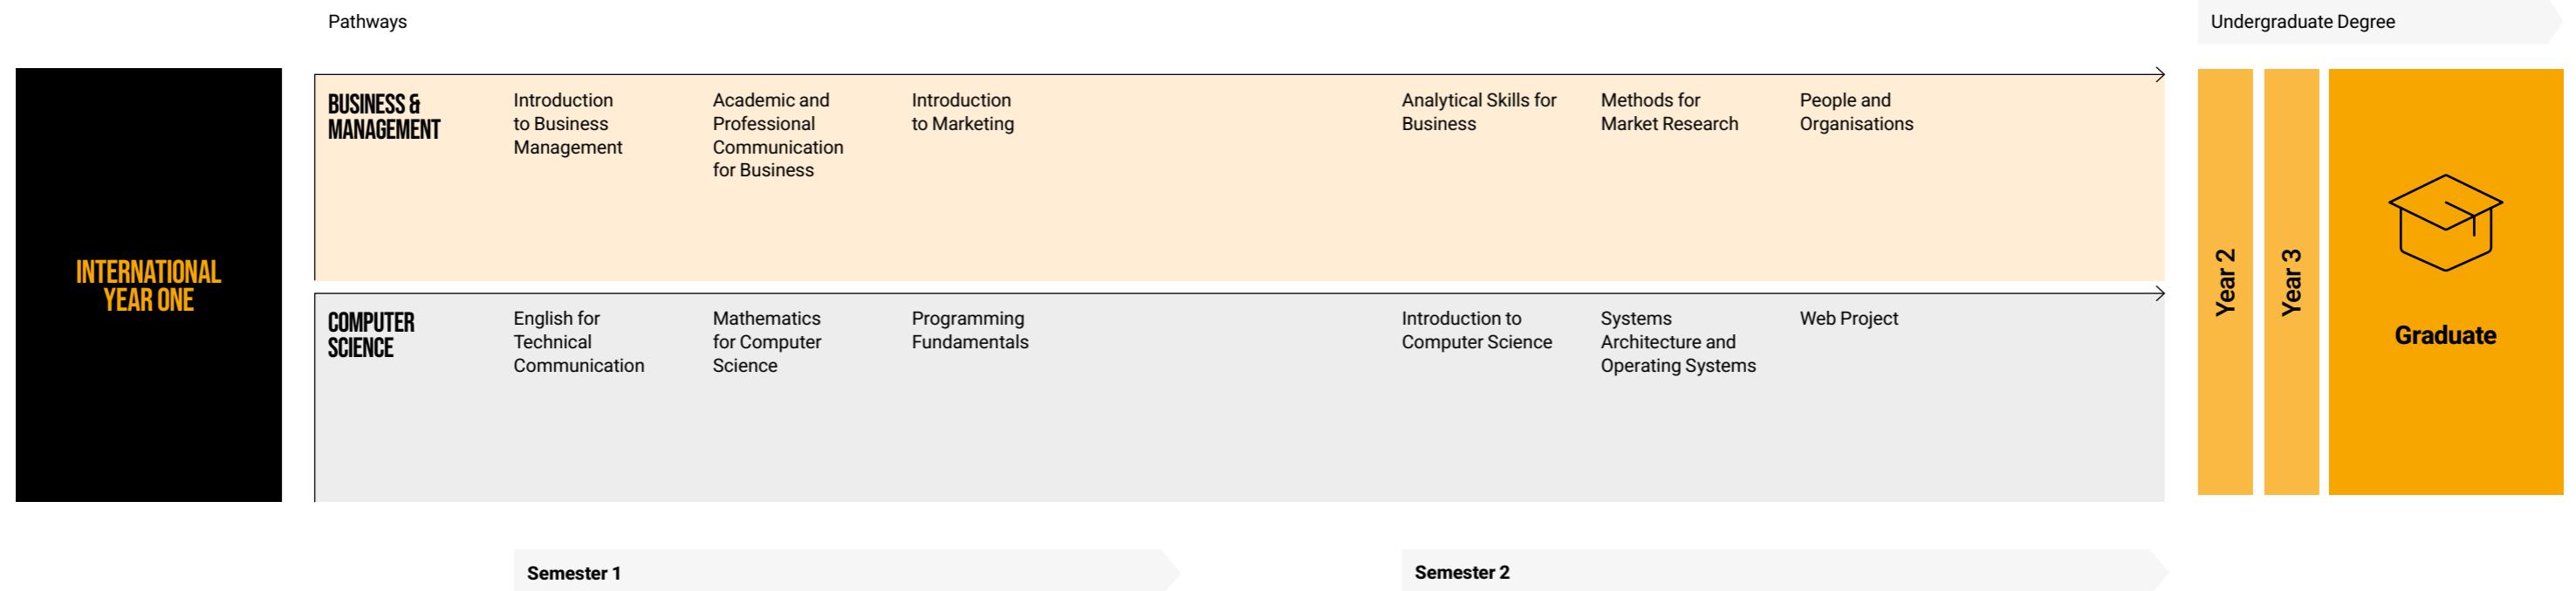 Pathways
Undergraduate Degree
INTERNATIONAL
YEAR ONE
BUSINESS &
MANAGEMENT
Introduction
to Business
Management
Academic and
Professional
Communication
for Business
Introduction
to Marketing
Analytical Skills for
Business
Methods for
Market Research
People and
Organisations
COMPUTER
SCIENCE
English for
Technical
Communication
Mathematics
for Computer
Science
Programming
Fundamentals
Introduction to
Computer Science
Systems
Architecture and
Operating Systems
Web Project
Year 2
Year 3
Graduate
Semester 1
Semester 2